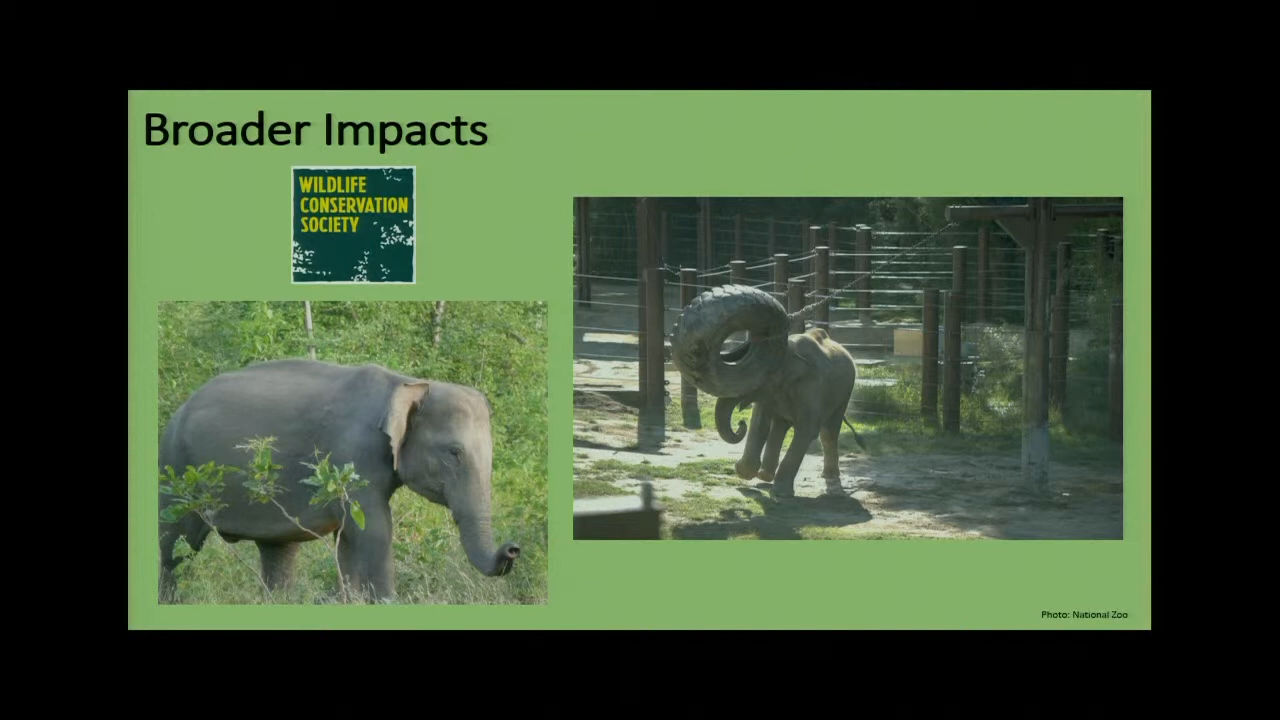 Broader Impacts
WILDLIFE
CONSERVATION
SOCIETY
Photo: National Zoo